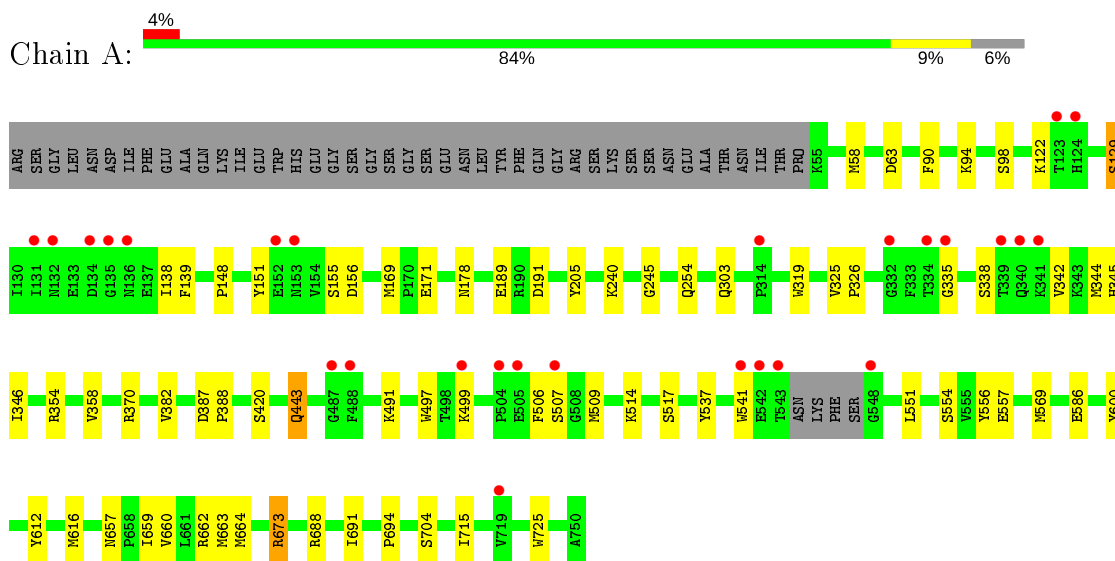 4%
Chain A:
84% 9% 6%
ARG SER GLY LEU ASN ASP ILE PHE GLU ALA GLN LYS ILE GLU TRP HIS GLU GLY SER GLY SER GLY SER GLU ASN LEU TYR PHE GLN GLY ARG SER LYS SER SER ASN GLU ALA THR ASN ILE THR PRO K55 M58 D63 F90 K94 S98 K122 T123 H124 S129
I130 I131 N132 E133 D134 G135 N136 E137 I138 F139 P148 Y151 E152 N153 V154 S155 D156 M169 P170 E171 N178 E189 R190 D191 Y205 K240 G245 Q254 Q303 P314 W319 V325 P326 G332 F333 T334 G335 S338 T339 Q340 K341 V342 K343 M344 H345
I346 R354 V358 R370 V382 D387 P388 S420 Q443 G487 F488 K491 W497 T498 K499 P504 E505 F506 S507 G508 M509 K514 S517 Y537 W541 E542 T543 ASN LYS PHE SER G548 L551 S554 V555 Y556 E557 M569 E586 Y600
Y612 M616 N657 P658 I659 V660 L661 R662 M663 M664 R673 R688 I691 P694 S704 I715 V719 W725 A750